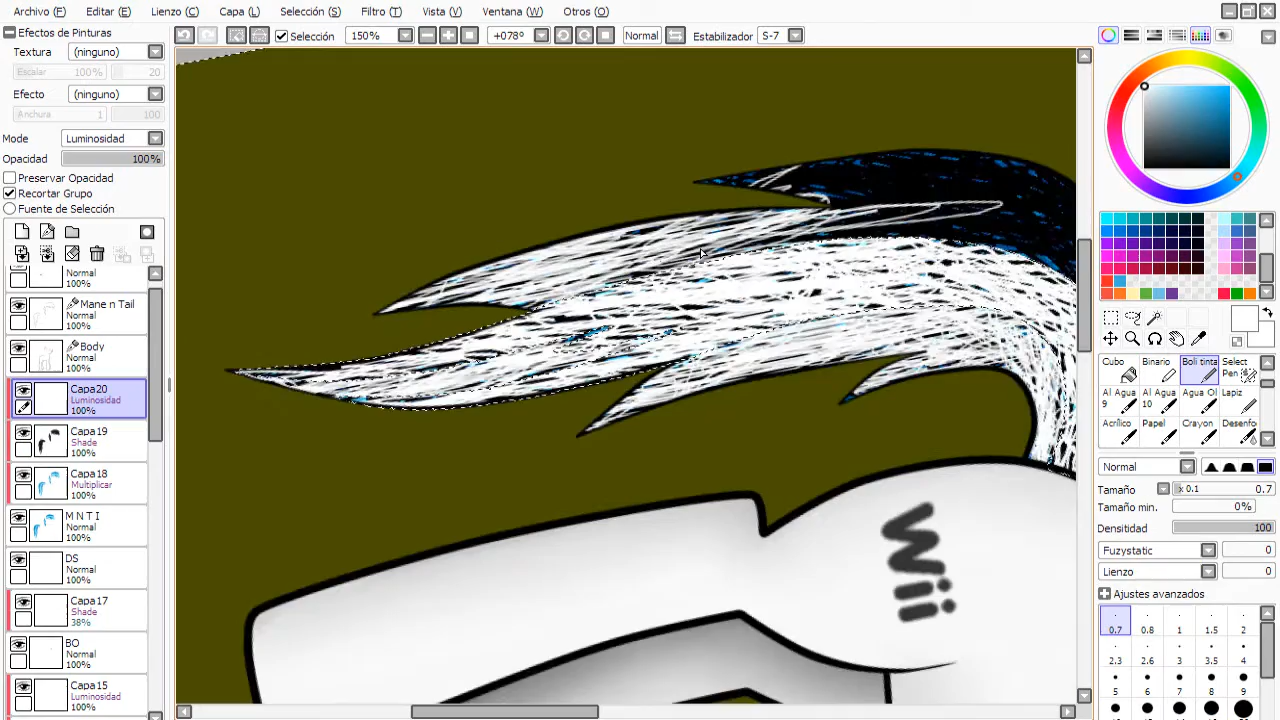 Archivo (F) Editar (E) Lienzo (C) Capa (L) Selección (S) Filtro (T) Vista (V) Ventana (W) Otros (O)
Efectos de Pinturas
Selección 150% +078° Normal Estabilizador S-7
Textura (ninguno)
Escalar 100% 20
Efecto (ninguno)
Anchura 1 100
Mode Luminosidad
Opacidad 100%
Preservar Opacidad
Recortar Grupo
Fuente de Selección
Normal
100%
Mene n Tail
Normal
100%
Body
Normal
100%
Capa20
Luminosidad
100%
Capa19
Shade
100%
Capa18
Multiplicar
100%
M N T I
Normal
100%
DS
Normal
100%
Capa17
Shade
38%
BO
Normal
100%
Capa15
Luminosidad
100%
Wii
Cubo Binario Boli tinta Select Pen
Al Agua 9 Al Agua 10 Agua Ol Lapiz
Acrílico Papel Crayon Desenfo
Normal
Tamaño x 0.1 0.7
Tamaño min. 0%
Densitidad 100
Fuzystatic 0
Lienzo 0
Ajustes avanzados
0.7 0.8 1 1.5 2
2.3 2.6 3 3.5 4
5 6 7 8 9